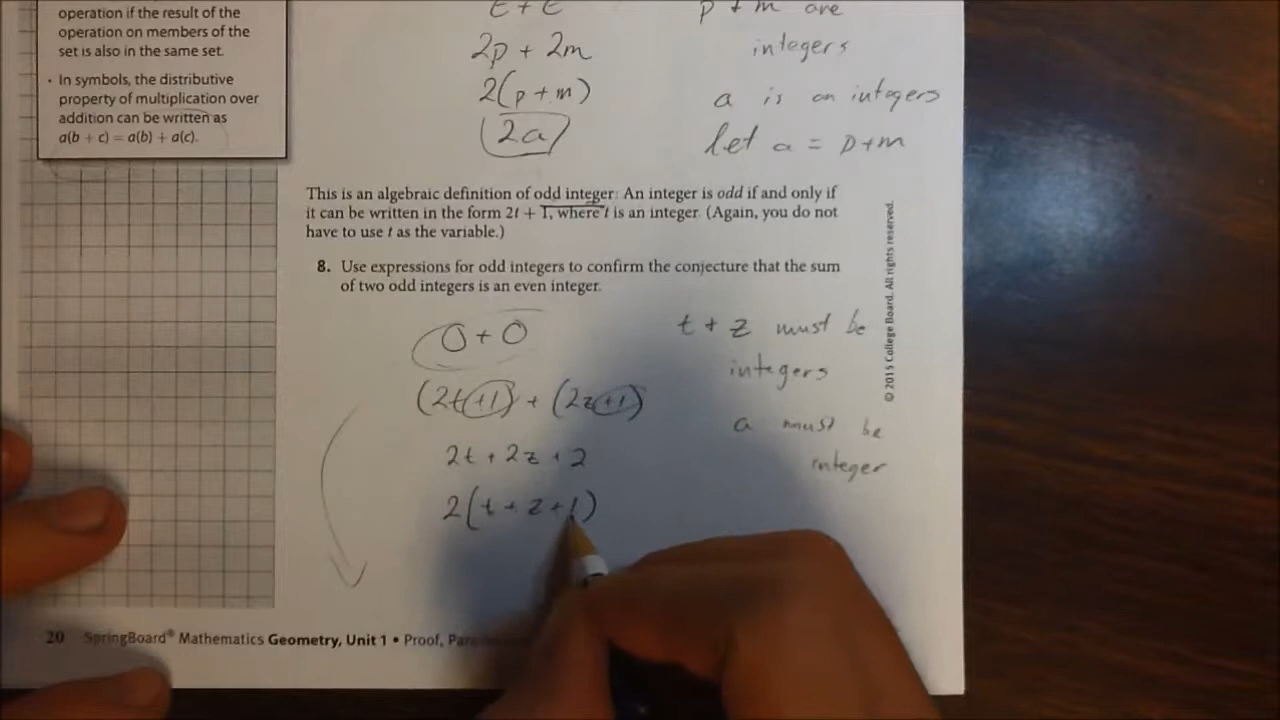 operation if the result of the
operation on members of the
set is also in the same set.
• In symbols, the distributive
property of multiplication over
addition can be written as
a(b + c) = a(b) + a(c).
E + E
2p + 2m
2(p + m)
2a
p + m are
integers
a is an integers
let a = p+m
This is an algebraic definition of odd integer: An integer is odd if and only if
it can be written in the form 2t + 1, where t is an integer. (Again, you do not
have to use t as the variable.)
8. Use expressions for odd integers to confirm the conjecture that the sum
of two odd integers is an even integer.
O + O
(2t+1) + (2z+1)
2t + 2z + 2
2(t + z + 1)
t + z must be
integers
a must be
integer
© 2015 College Board. All rights reserved.
20 SpringBoard® Mathematics Geometry, Unit 1 • Proof,